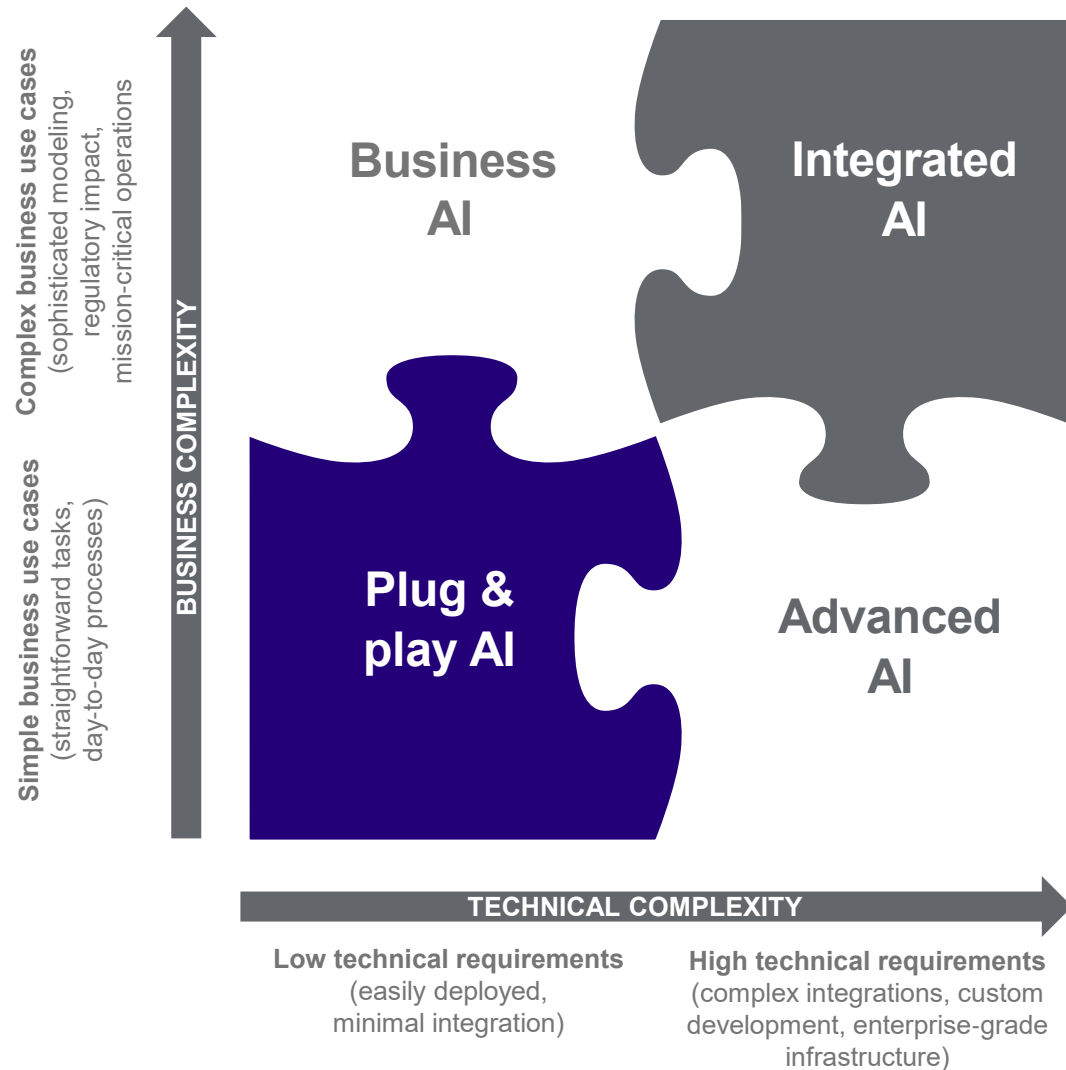 Complex business use cases
(sophisticated modeling,
regulatory impact,
mission-critical operations
Simple business use cases
(straightforward tasks,
day-to-day processes)
BUSINESS COMPLEXITY
Business
AI
Integrated
AI
Plug &
play AI
Advanced
AI
TECHNICAL COMPLEXITY
Low technical requirements
(easily deployed,
minimal integration)
High technical requirements
(complex integrations, custom
development, enterprise-grade
infrastructure)